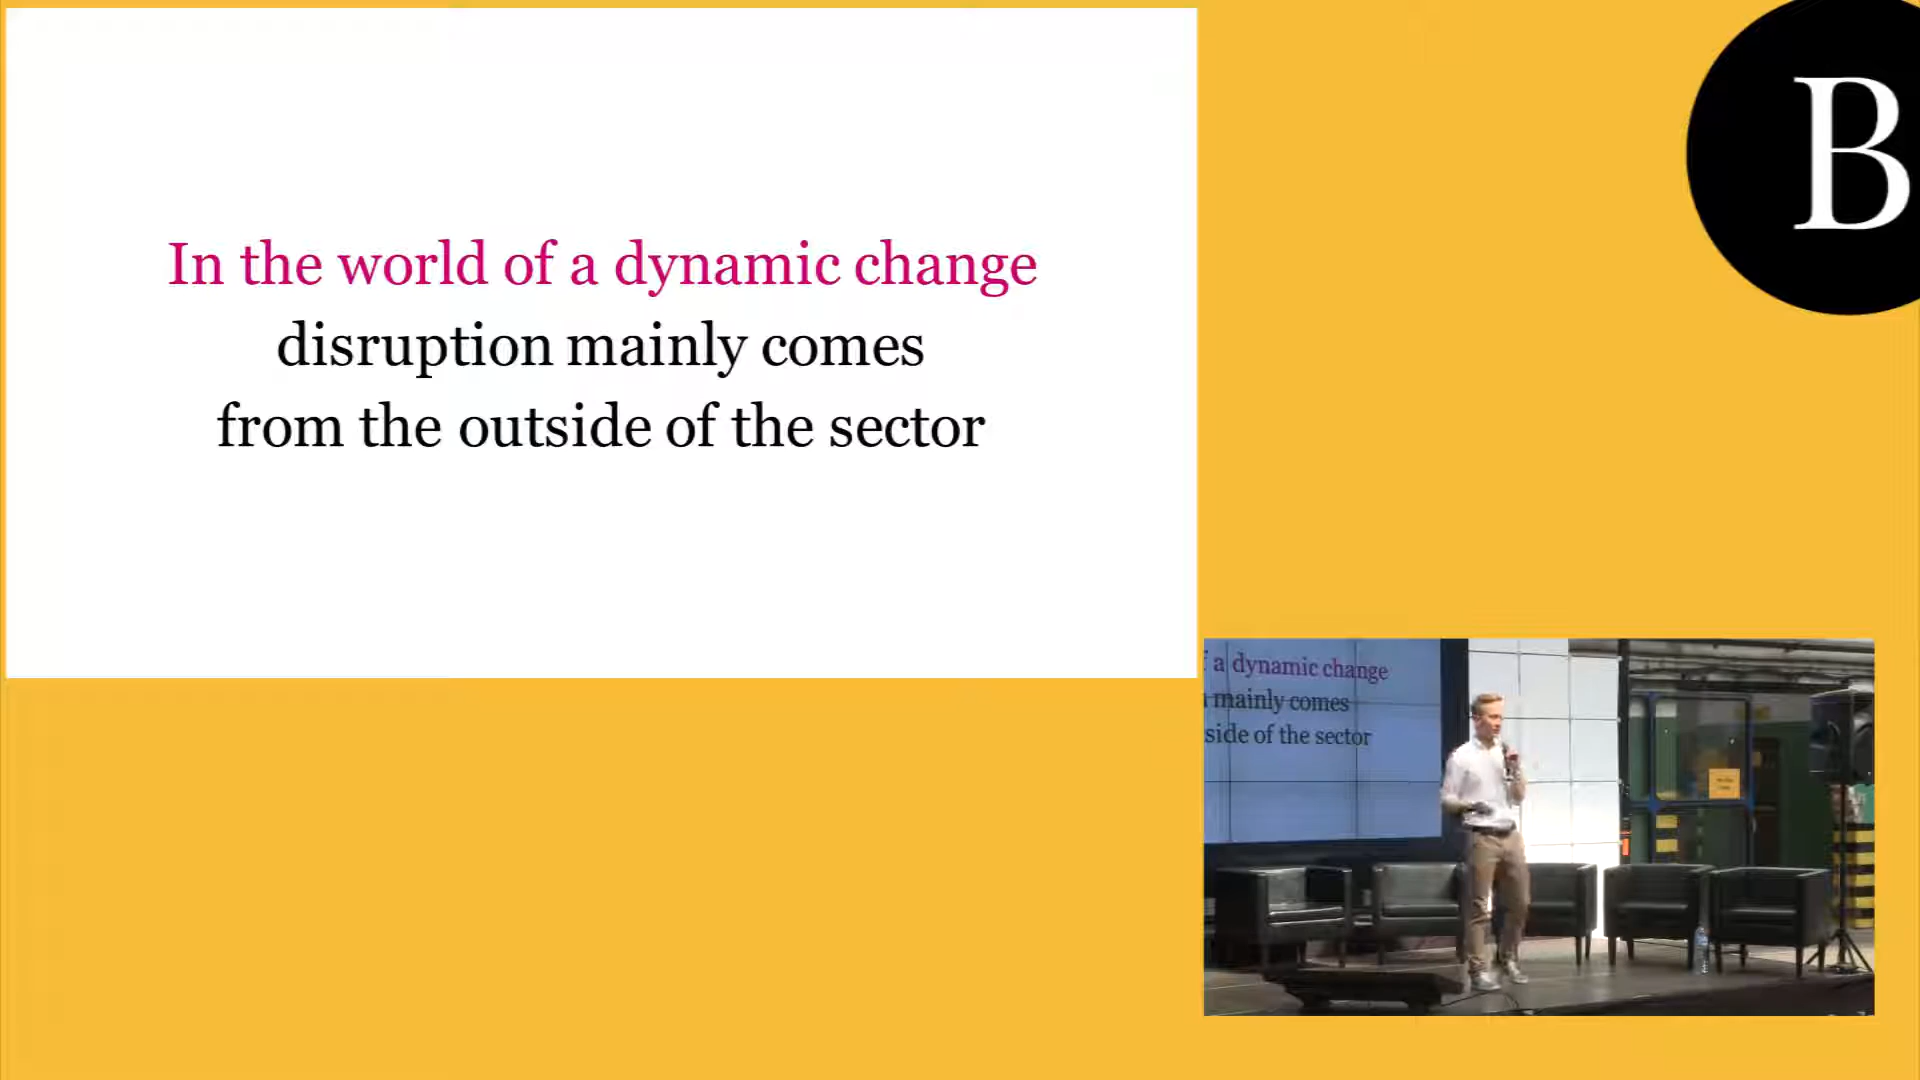 In the world of a dynamic change
disruption mainly comes
from the outside of the sector
B
a dynamic change
mainly comes
side of the sector